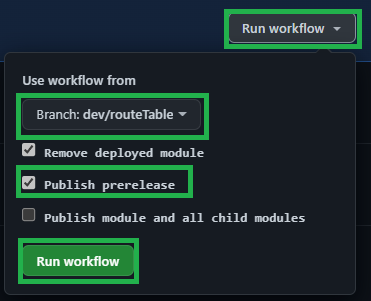 Run workflow
Use workflow from
Branch: dev/routeTable
Remove deployed module
Publish prerelease
Publish module and all child modules
Run workflow